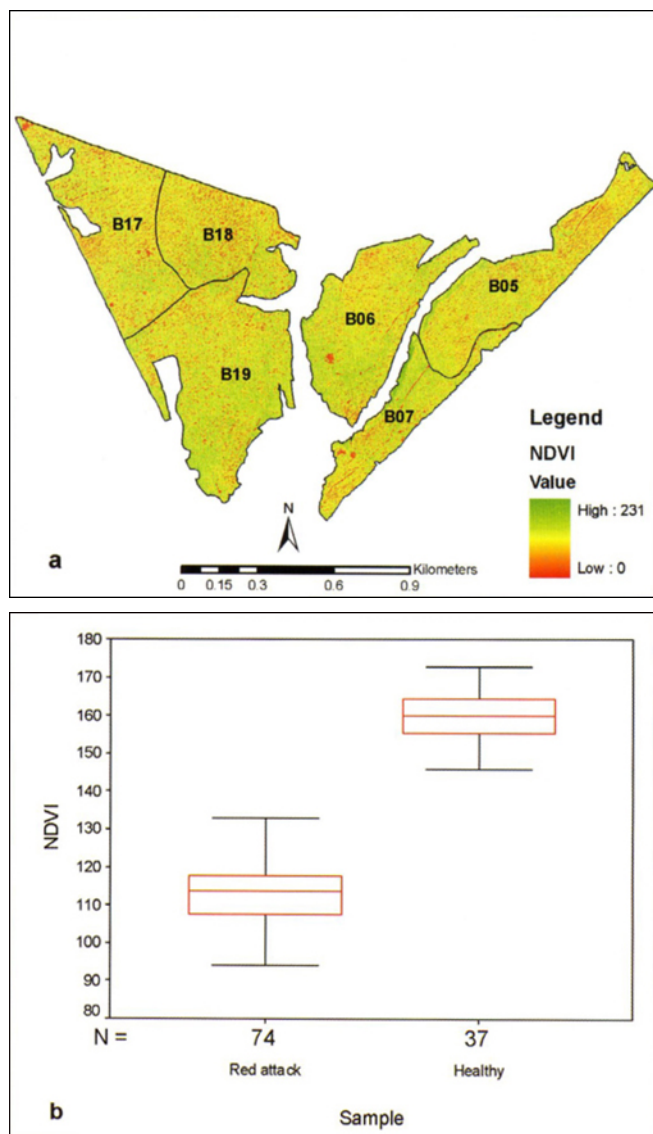 B17
B18
B19
B06
B05
B07
Legend
NDVI
Value
High : 231
Low : 0
N
Kilometers
0 0.15 0.3 0.6 0.9
a
180
170
160
150
140
130
120
110
100
90
80
NDVI
N = 74 37
Red attack Healthy
Sample
b